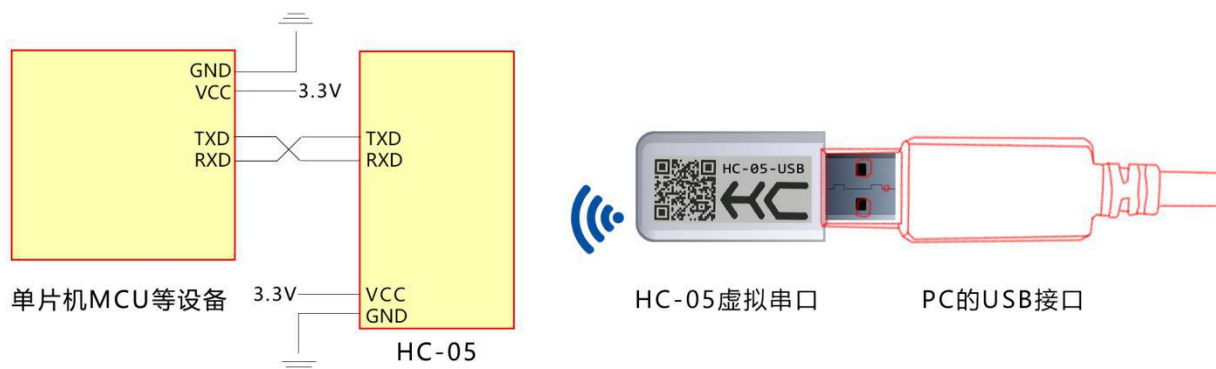 GND
VCC
3.3V
TXD
RXD
单片机MCU等设备
TXD
RXD
3.3V
VCC
GND
HC-05
HC-05-USB
HC
HC-05虚拟串口
PC的USB接口